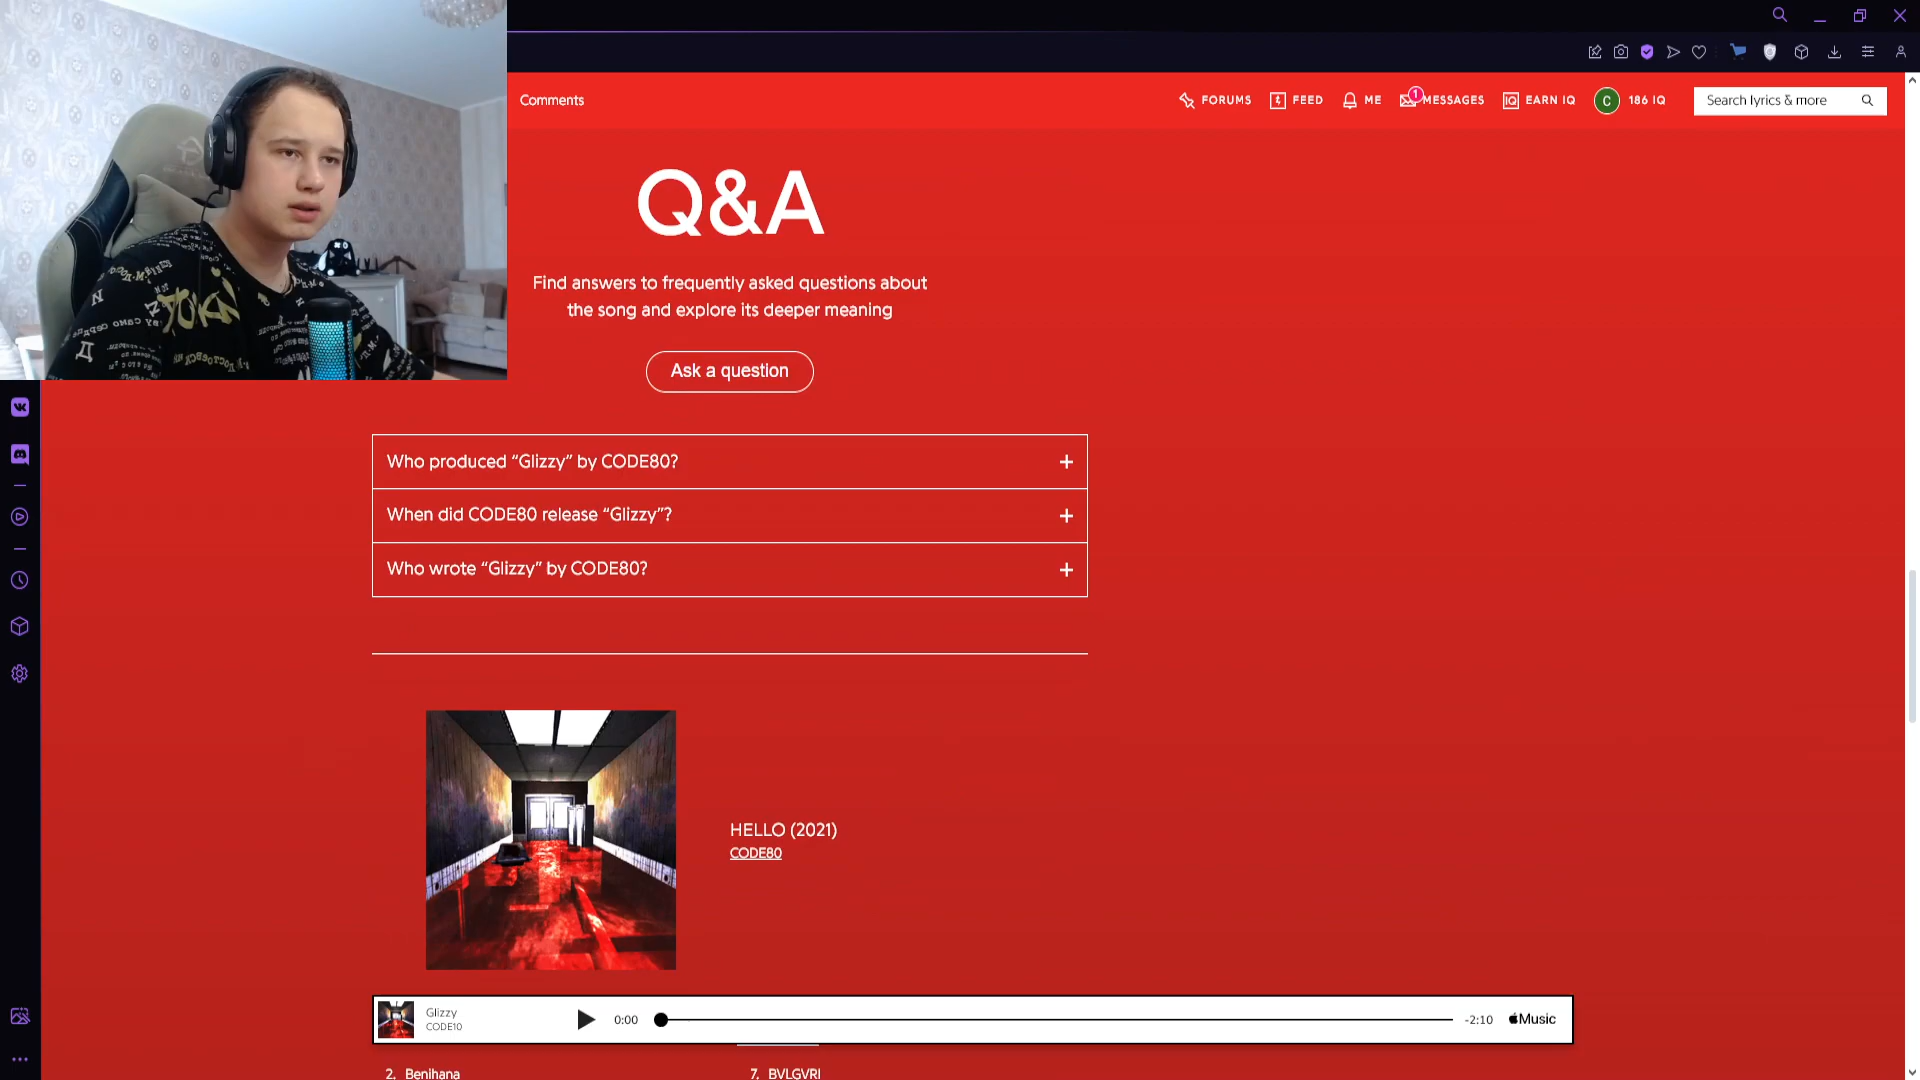 Comments
FORUMS
FEED
ME
1
MESSAGES
IQ
EARN IQ
C
186 IQ
Search lyrics & more
Q&A
Find answers to frequently asked questions about
the song and explore its deeper meaning
Ask a question
Who produced “Glizzy” by CODE80?
When did CODE80 release “Glizzy”?
Who wrote “Glizzy” by CODE80?
HELLO (2021)
CODE80
Glizzy
CODE10
0:00
-2:10
Music
2. Benihana
7. BVLGVRI